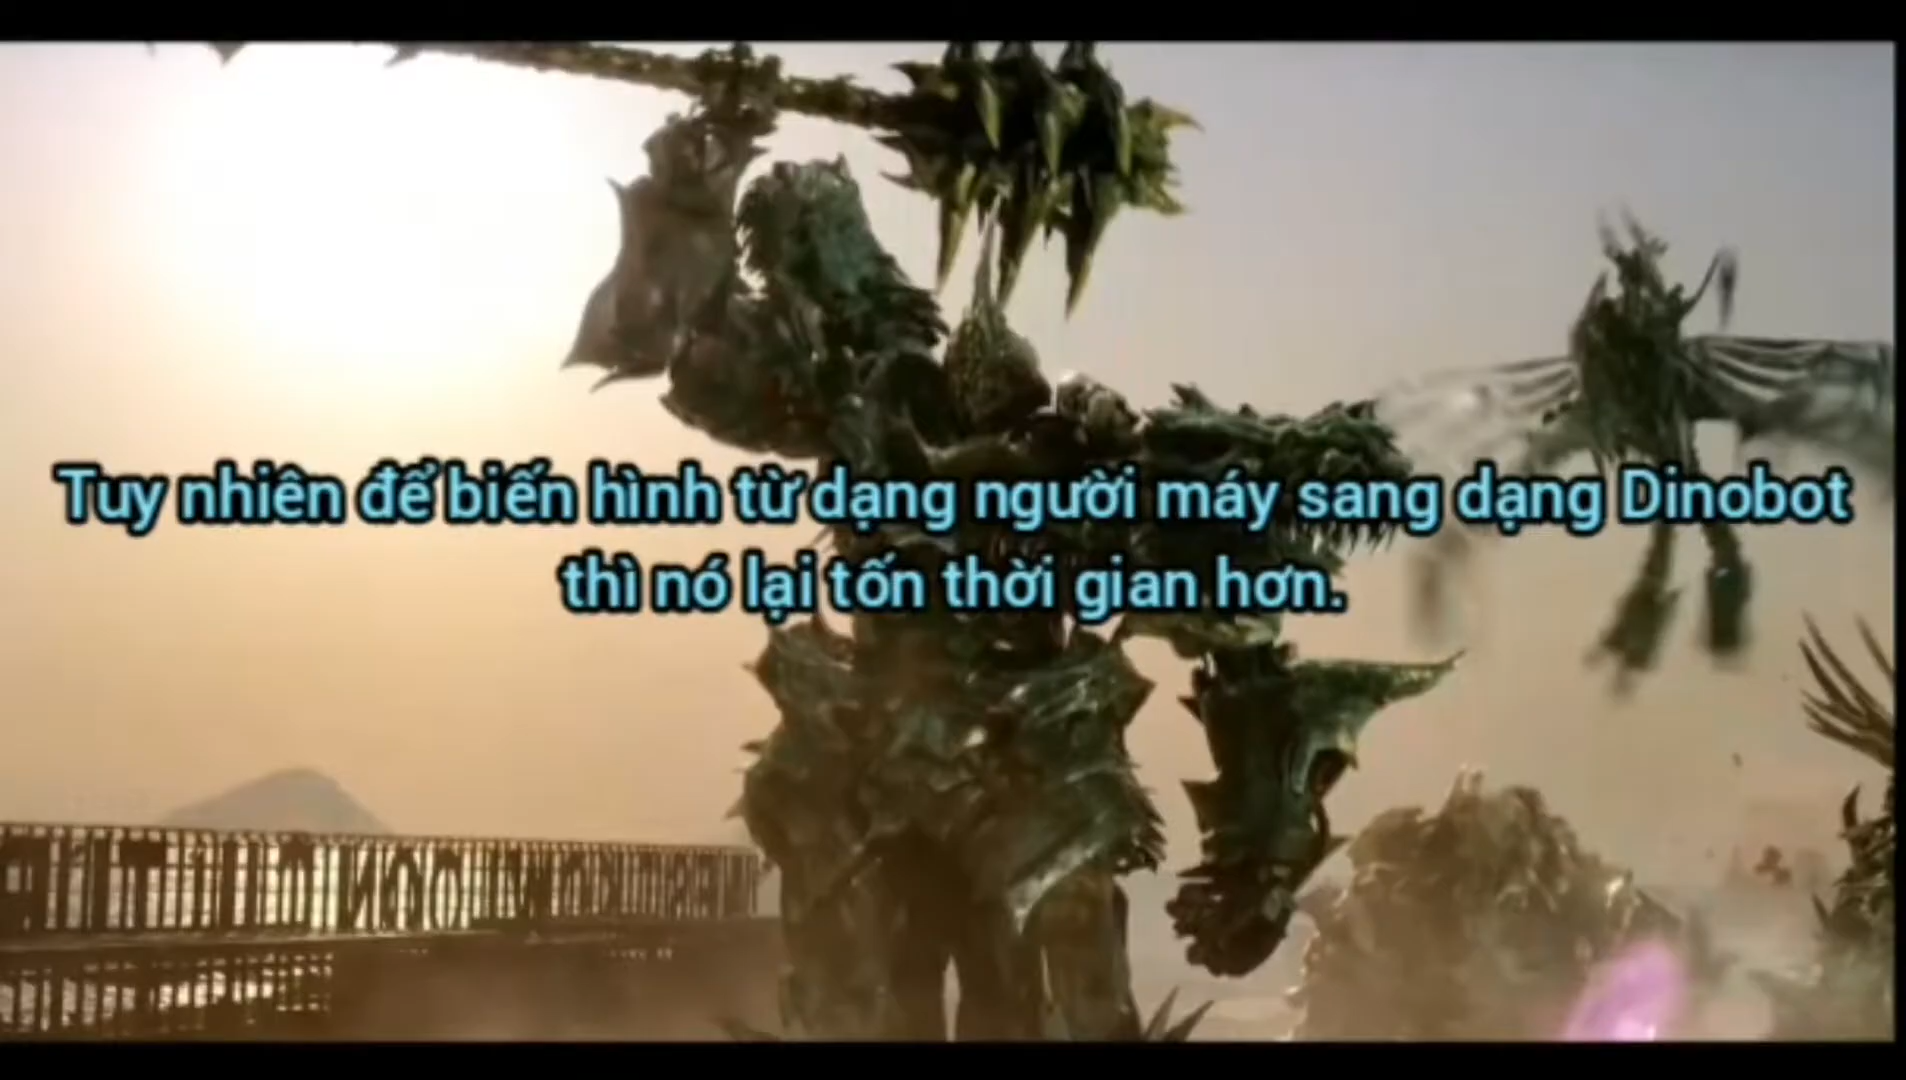 Tuy nhiên để biến hình từ dạng người máy sang dạng Dinobot
thì nó lại tốn thời gian hơn.